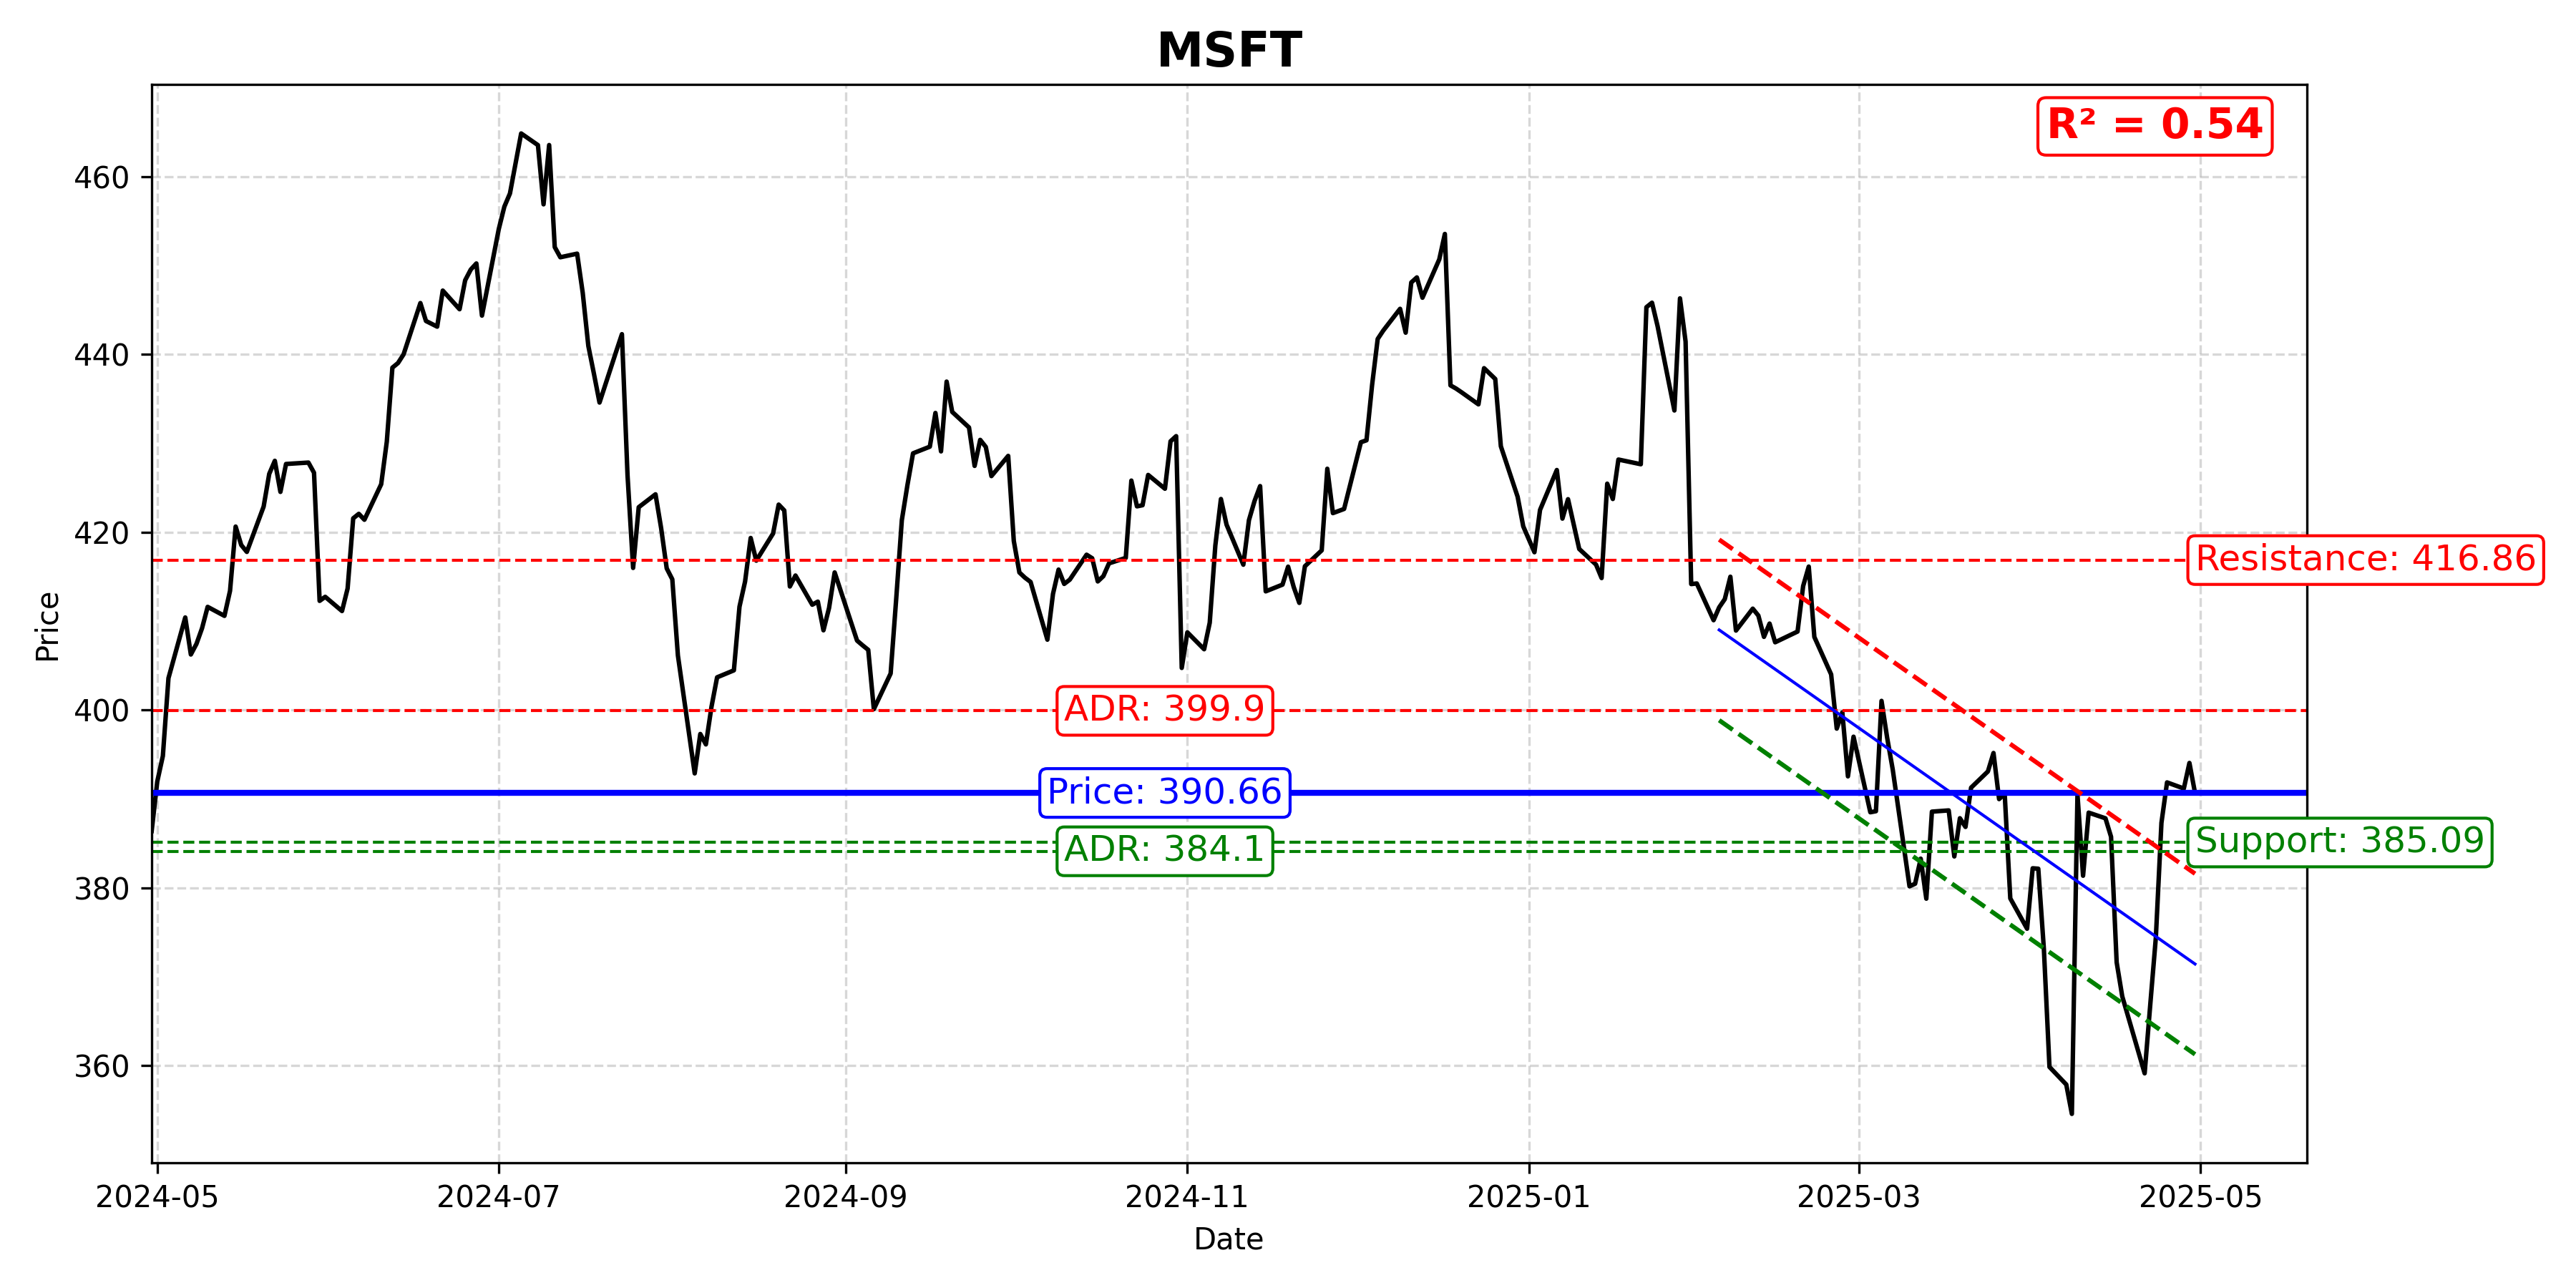 MSFT
R² = 0.54
460
440
420
400
380
360
Price
Resistance: 416.86
ADR: 399.9
Price: 390.66
ADR: 384.1
Support: 385.09
2024-05
2024-07
2024-09
2024-11
2025-01
2025-03
2025-05
Date